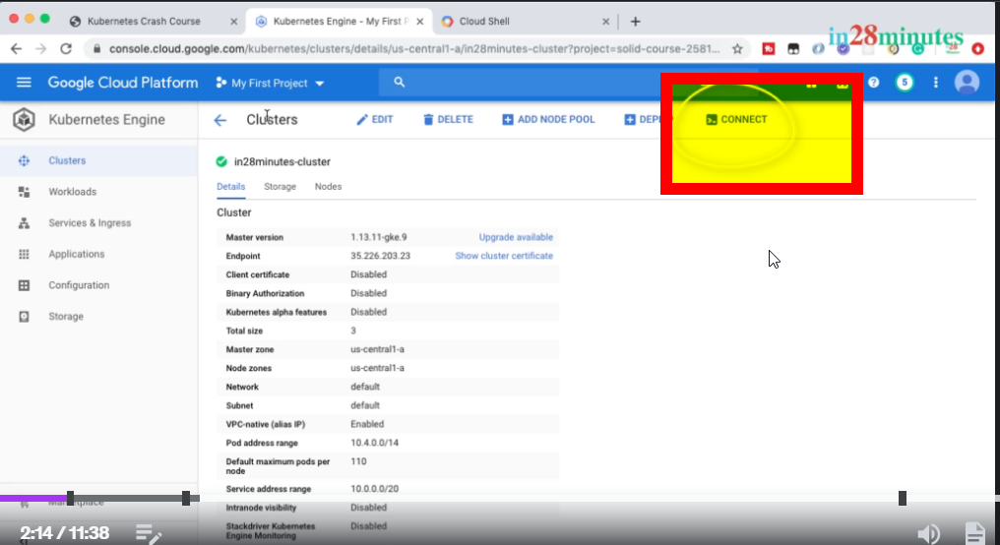 Kubernetes Crash Course
Kubernetes Engine - My First P
Cloud Shell
console.cloud.google.com/kubernetes/clusters/details/us-central1-a/in28minutes-cluster?project=solid-course-2581...
in28minutes
Google Cloud Platform
My First Project
5
Kubernetes Engine
Clusters
EDIT
DELETE
ADD NODE POOL
DEP
CONNECT
Clusters
Workloads
Services & Ingress
Applications
Configuration
Storage
Marketplace
in28minutes-cluster
Details Storage Nodes
Cluster
Master version 1.13.11-gke.9 Upgrade available
Endpoint 35.226.203.23 Show cluster certificate
Client certificate Disabled
Binary Authorization Disabled
Kubernetes alpha features Disabled
Total size 3
Master zone us-central1-a
Node zones us-central1-a
Network default
Subnet default
VPC-native (alias IP) Enabled
Pod address range 10.4.0.0/14
Default maximum pods per 110
node
Service address range 10.0.0.0/20
Intranode visibility Disabled
Stackdriver Kubernetes Disabled
Engine Monitoring
2:14 / 11:38